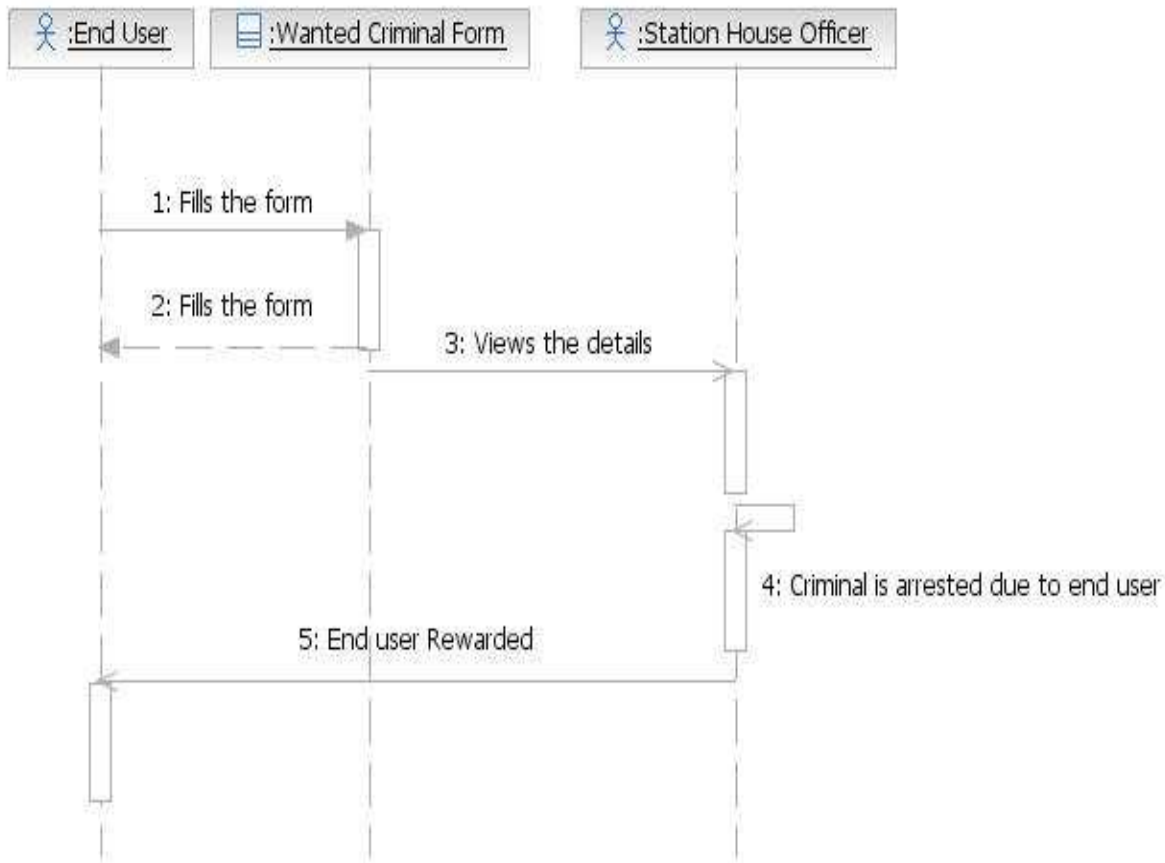 :End User
:Wanted Criminal Form
:Station House Officer
1: Fills the form
2: Fills the form
3: Views the details
4: Criminal is arrested due to end user
5: End user Rewarded